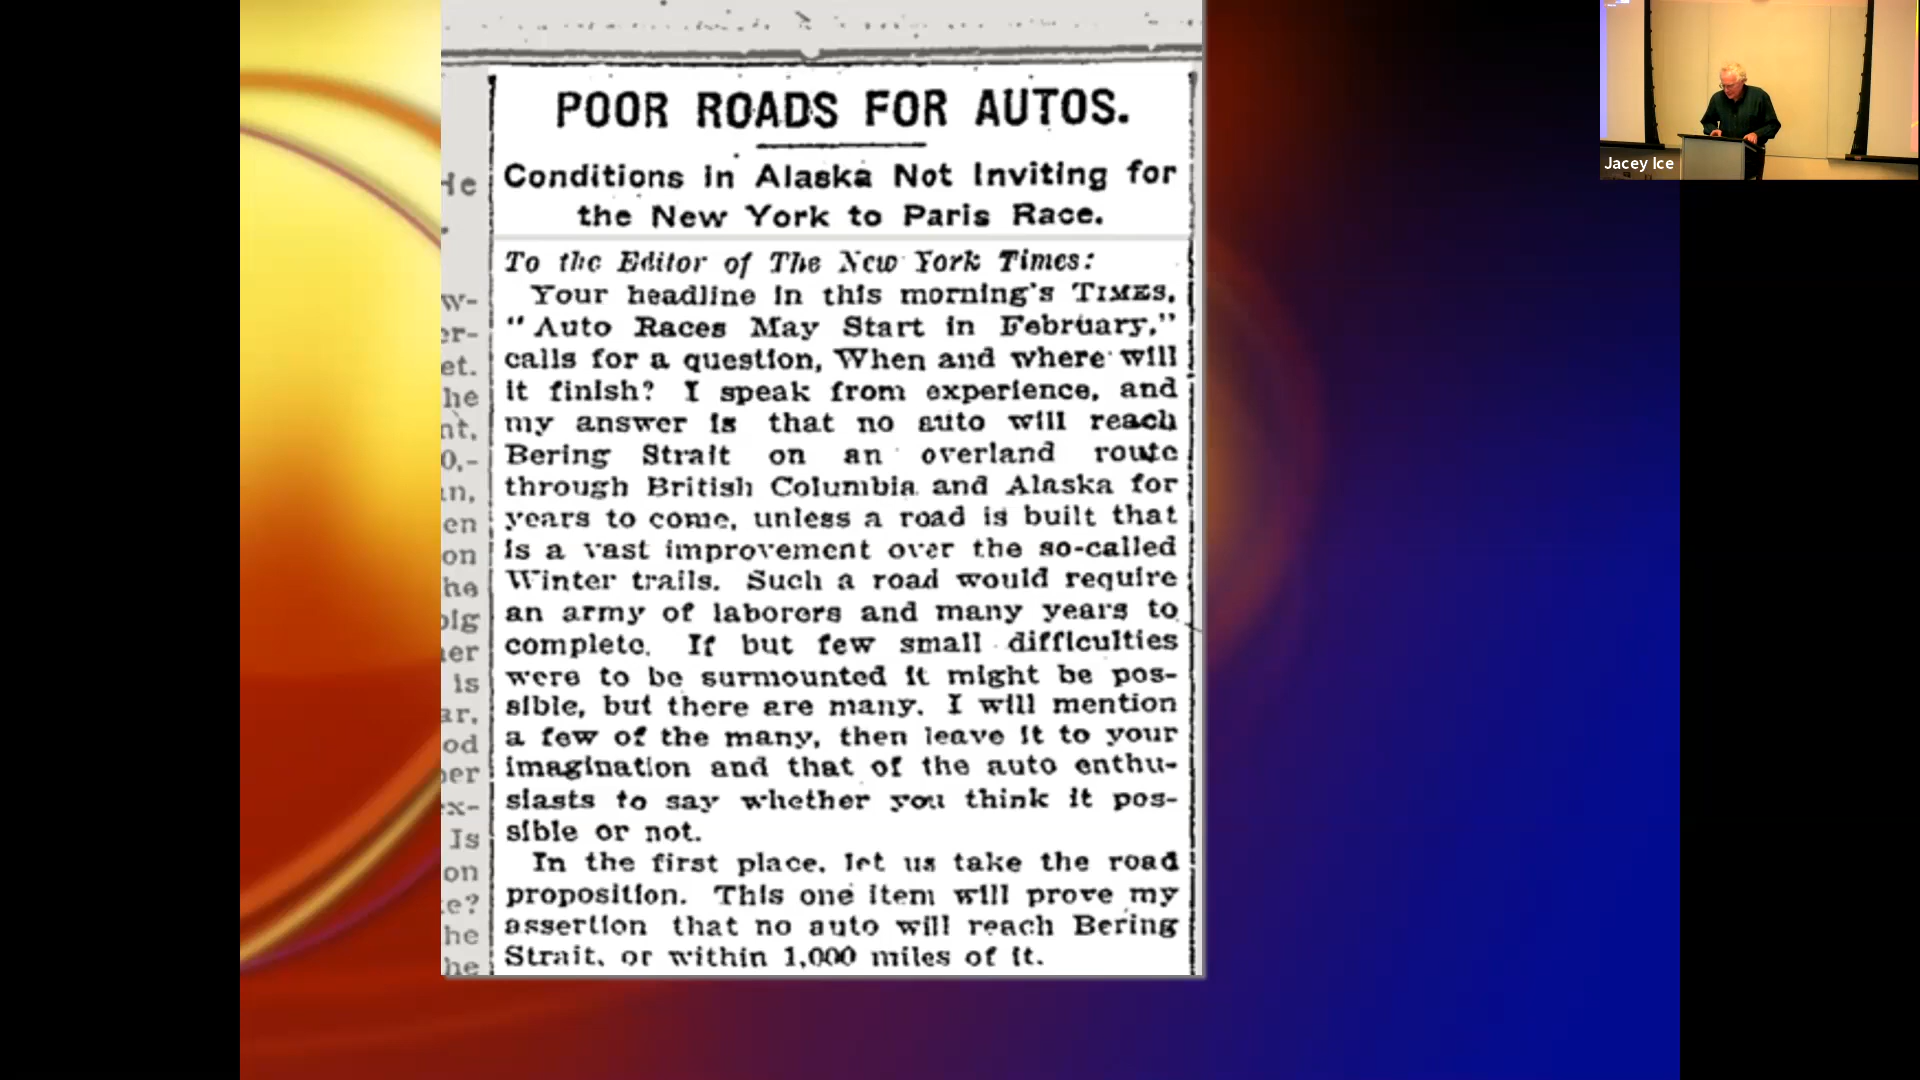 POOR ROADS FOR AUTOS.
Conditions in Alaska Not Inviting for
the New York to Paris Race.
To the Editor of The New York Times:
Your headline in this morning's TIMES,
"Auto Races May Start in February,"
calls for a question, When and where will
it finish? I speak from experience, and
my answer is that no auto will reach
Bering Strait on an overland route
through British Columbia and Alaska for
years to come, unless a road is built that
is a vast improvement over the so-called
Winter trails. Such a road would require
an army of laborers and many years to
complete. If but few small difficulties
were to be surmounted it might be pos-
sible, but there are many. I will mention
a few of the many, then leave it to your
imagination and that of the auto enthu-
siasts to say whether you think it pos-
sible or not.
In the first place, let us take the road
proposition. This one item will prove my
assertion that no auto will reach Bering
Strait, or within 1,000 miles of it.
Jacey Ice